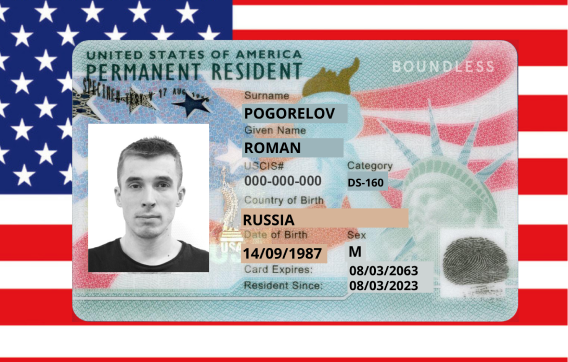 UNITED STATES OF AMERICA
PERMANENT RESIDENT
BOUNDLESS
Surname
POGORELOV
Given Name
ROMAN
USCIS# Category
000-000-000 DS-160
Country of Birth
RUSSIA
Date of Birth Sex
14/09/1987 M
Card Expires: 08/03/2063
Resident Since: 08/03/2023